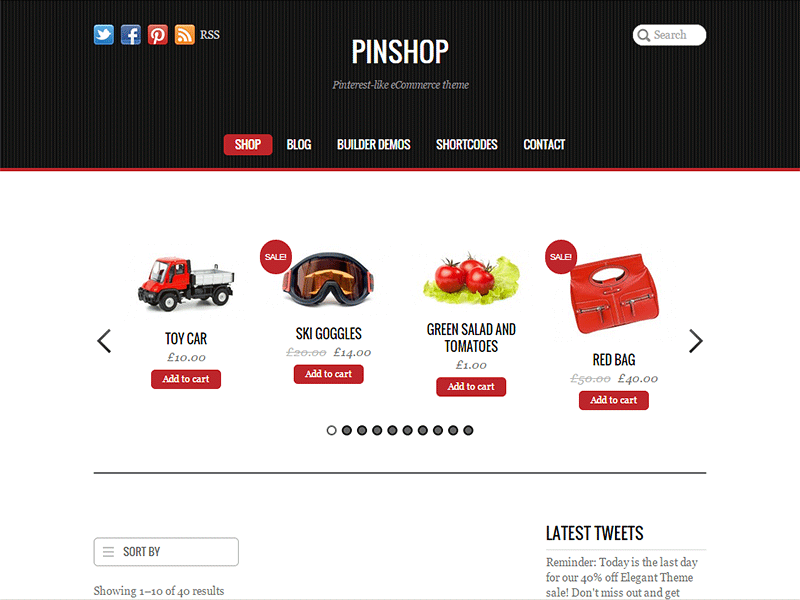 RSS
Search
PINSHOP
Pinterest-like eCommerce theme
SHOP
BLOG
BUILDER DEMOS
SHORTCODES
CONTACT
TOY CAR
£10.00
Add to cart
SALE!
SKI GOGGLES
£20.00 £14.00
Add to cart
GREEN SALAD AND
TOMATOES
£1.00
Add to cart
SALE!
RED BAG
£50.00 £40.00
Add to cart
SORT BY
Showing 1–10 of 40 results
LATEST TWEETS
Reminder: Today is the last day
for our 40% off Elegant Theme
sale! Don't miss out and get